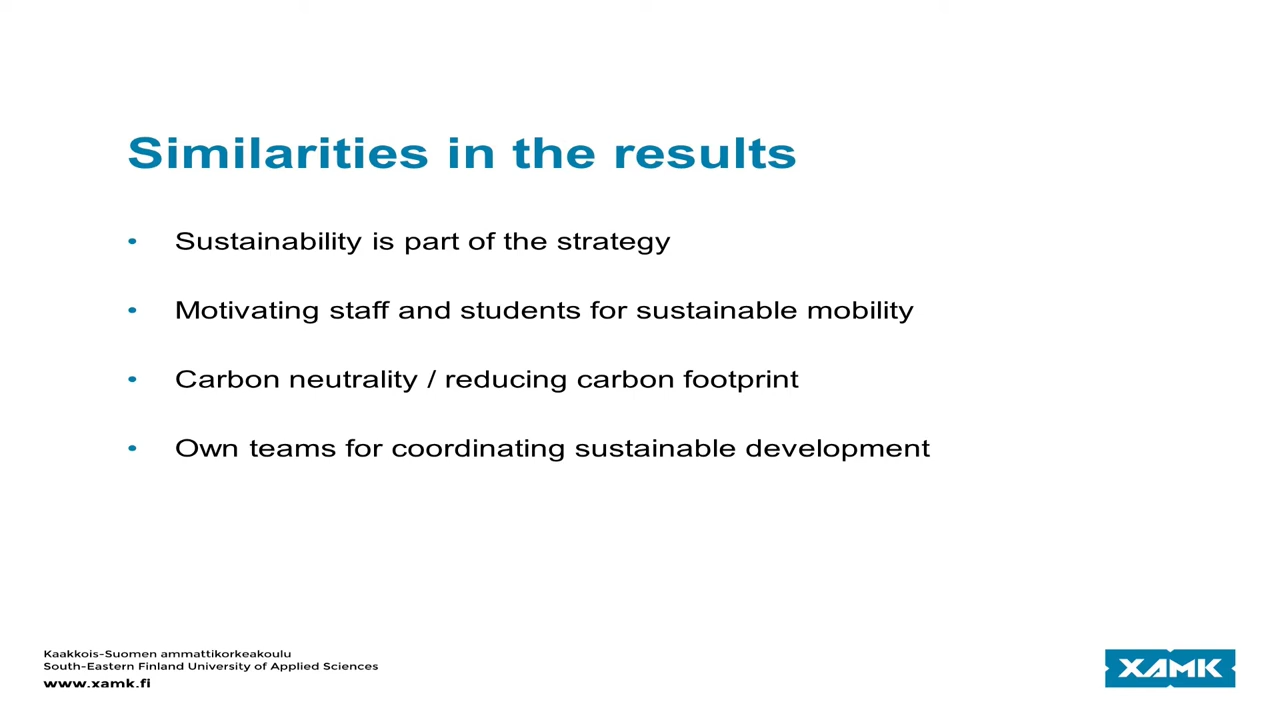 Similarities in the results
• Sustainability is part of the strategy
• Motivating staff and students for sustainable mobility
• Carbon neutrality / reducing carbon footprint
• Own teams for coordinating sustainable development
Kaakkois-Suomen ammattikorkeakoulu
South-Eastern Finland University of Applied Sciences
www.xamk.fi
XAMK